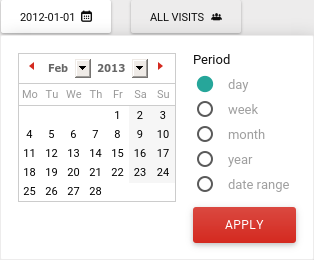 2012-01-01 ALL VISITS
Feb 2013
Mo Tu We Th Fr Sa Su
1 2 3
4 5 6 7 8 9 10
11 12 13 14 15 16 17
18 19 20 21 22 23 24
25 26 27 28
Period
day
week
month
year
date range
APPLY